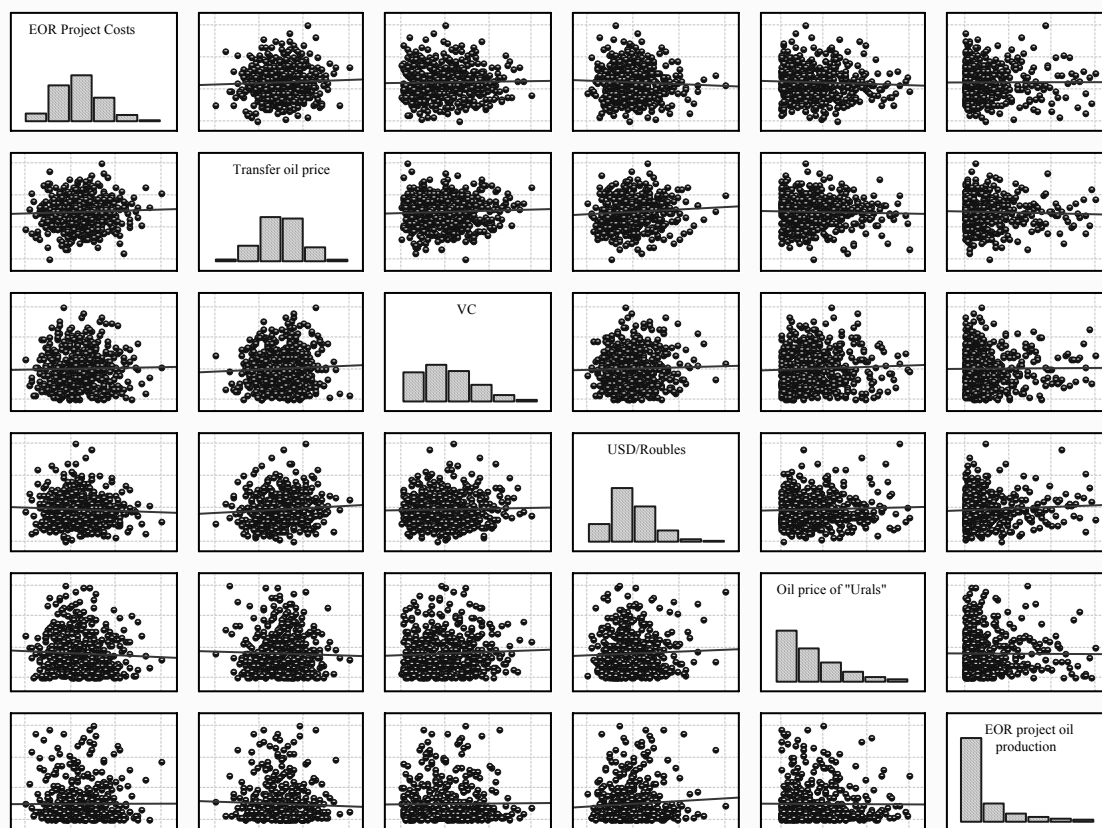 EOR Project Costs
Transfer oil price
VC
USD/Roubles
Oil price of "Urals"
EOR project oil
production